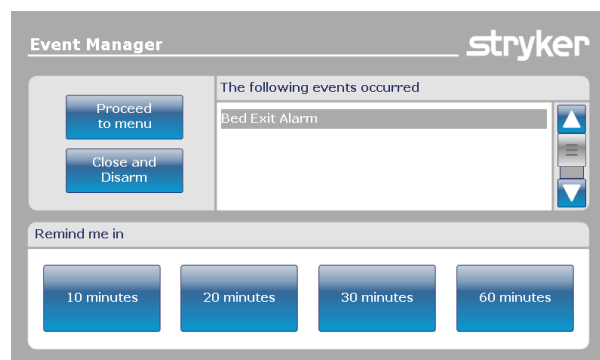 Event Manager
stryker
Proceed
to menu
Close and
Disarm
The following events occurred
Bed Exit Alarm
Remind me in
10 minutes
20 minutes
30 minutes
60 minutes